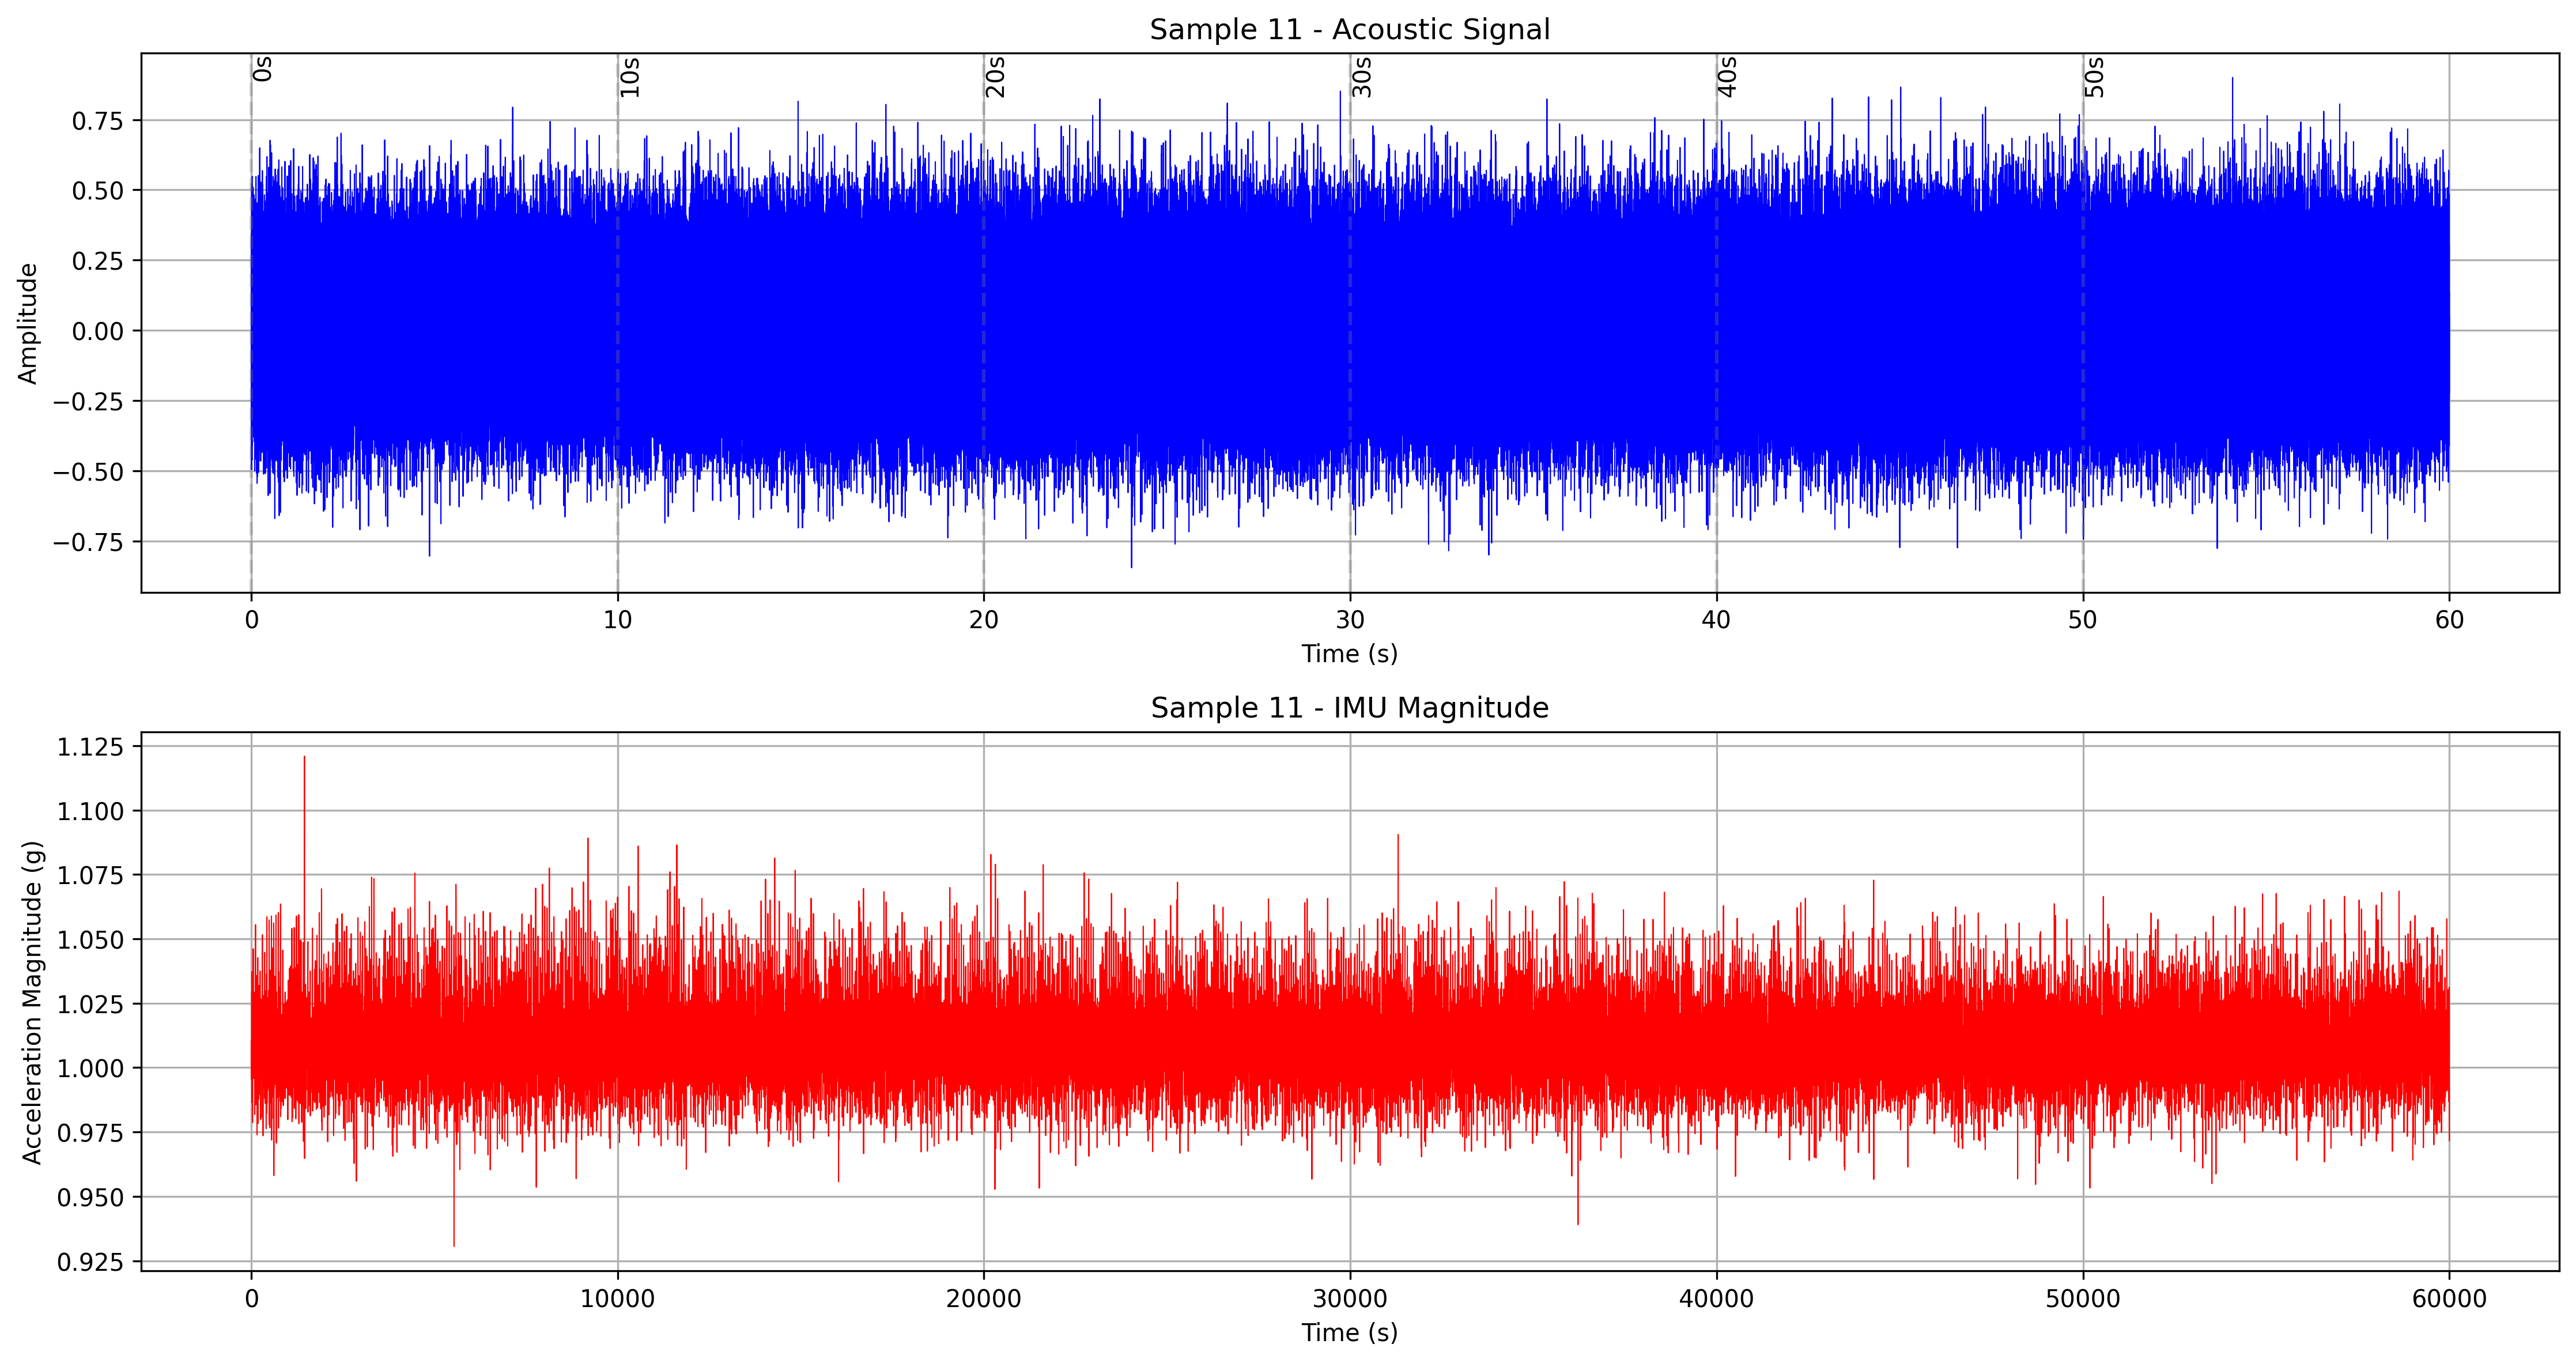 Sample 11 - Acoustic Signal
0s 10s 20s 30s 40s 50s
Amplitude
0.75
0.50
0.25
0.00
−0.25
−0.50
−0.75
0 10 20 30 40 50 60
Time (s)
Sample 11 - IMU Magnitude
Acceleration Magnitude (g)
1.125
1.100
1.075
1.050
1.025
1.000
0.975
0.950
0.925
0 10000 20000 30000 40000 50000 60000
Time (s)